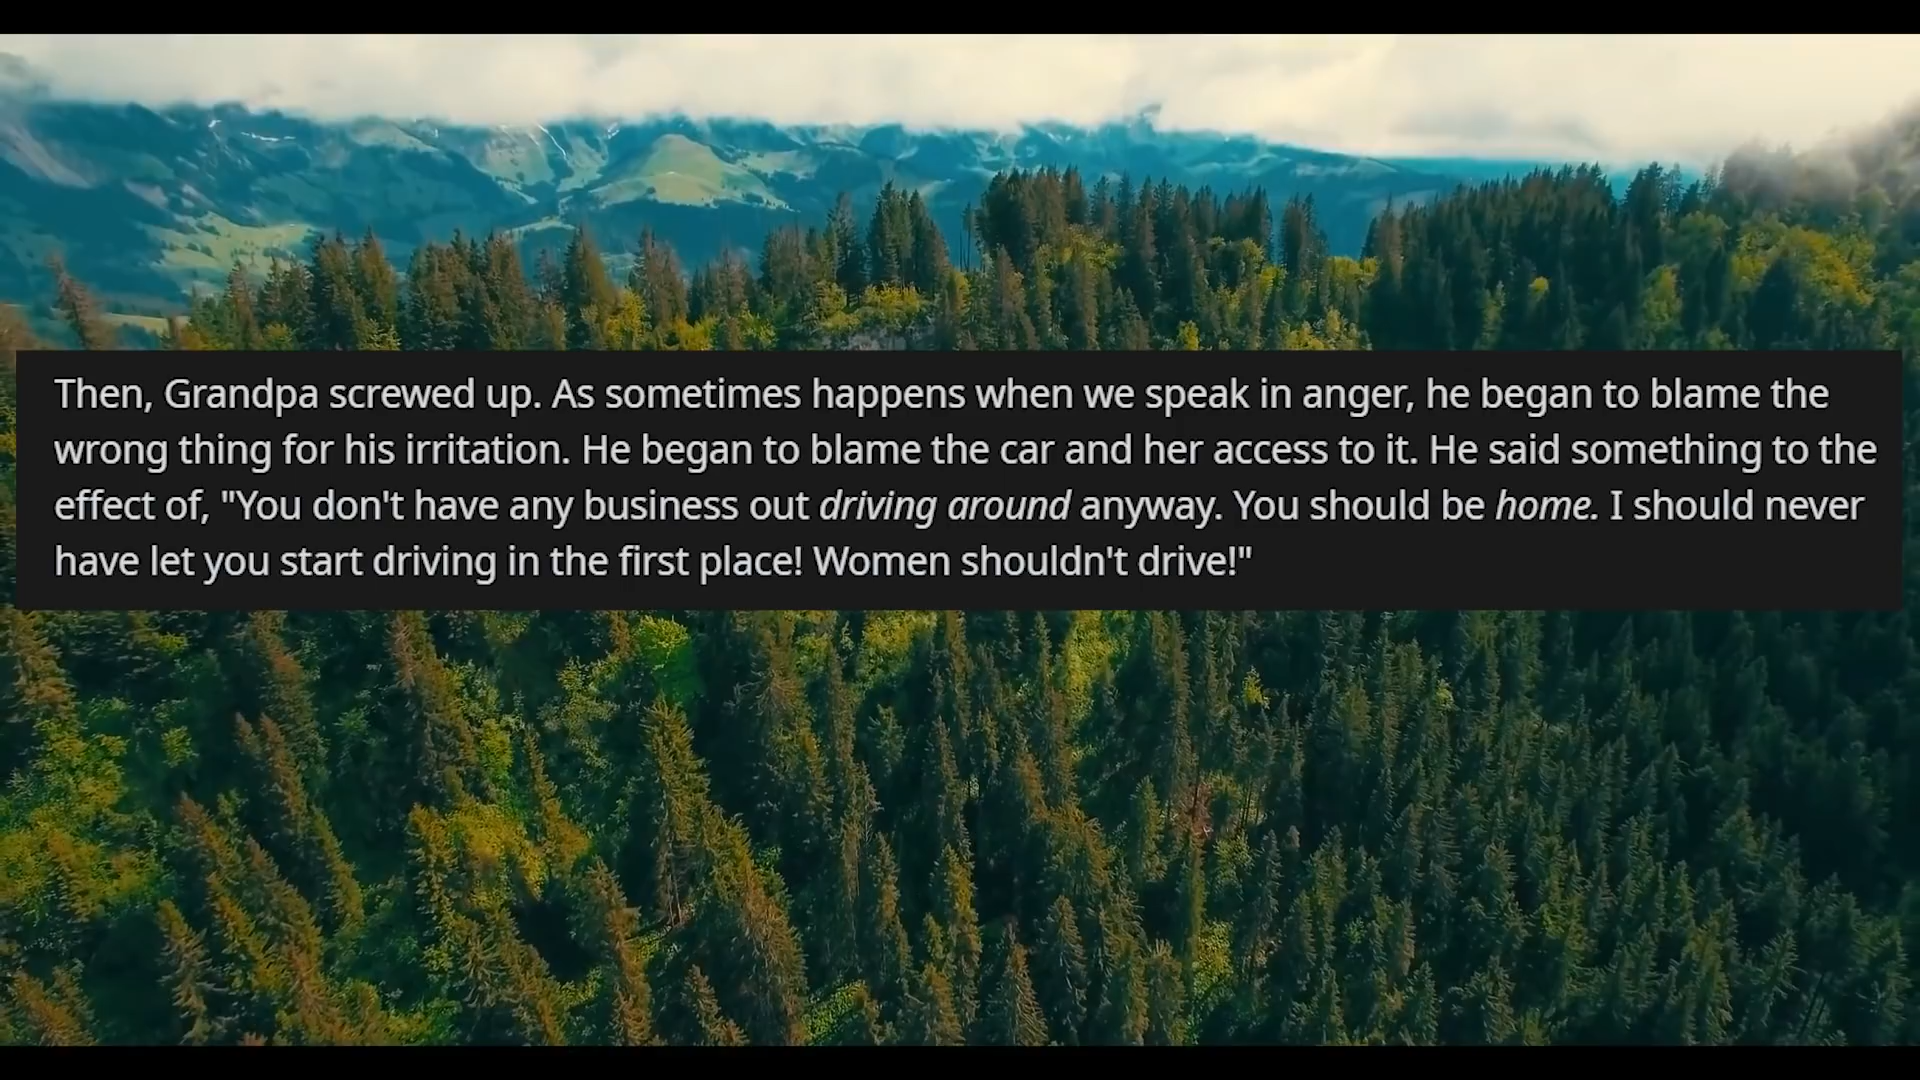 Then, Grandpa screwed up. As sometimes happens when we speak in anger, he began to blame the
wrong thing for his irritation. He began to blame the car and her access to it. He said something to the
effect of, "You don't have any business out driving around anyway. You should be home. I should never
have let you start driving in the first place! Women shouldn't drive!"